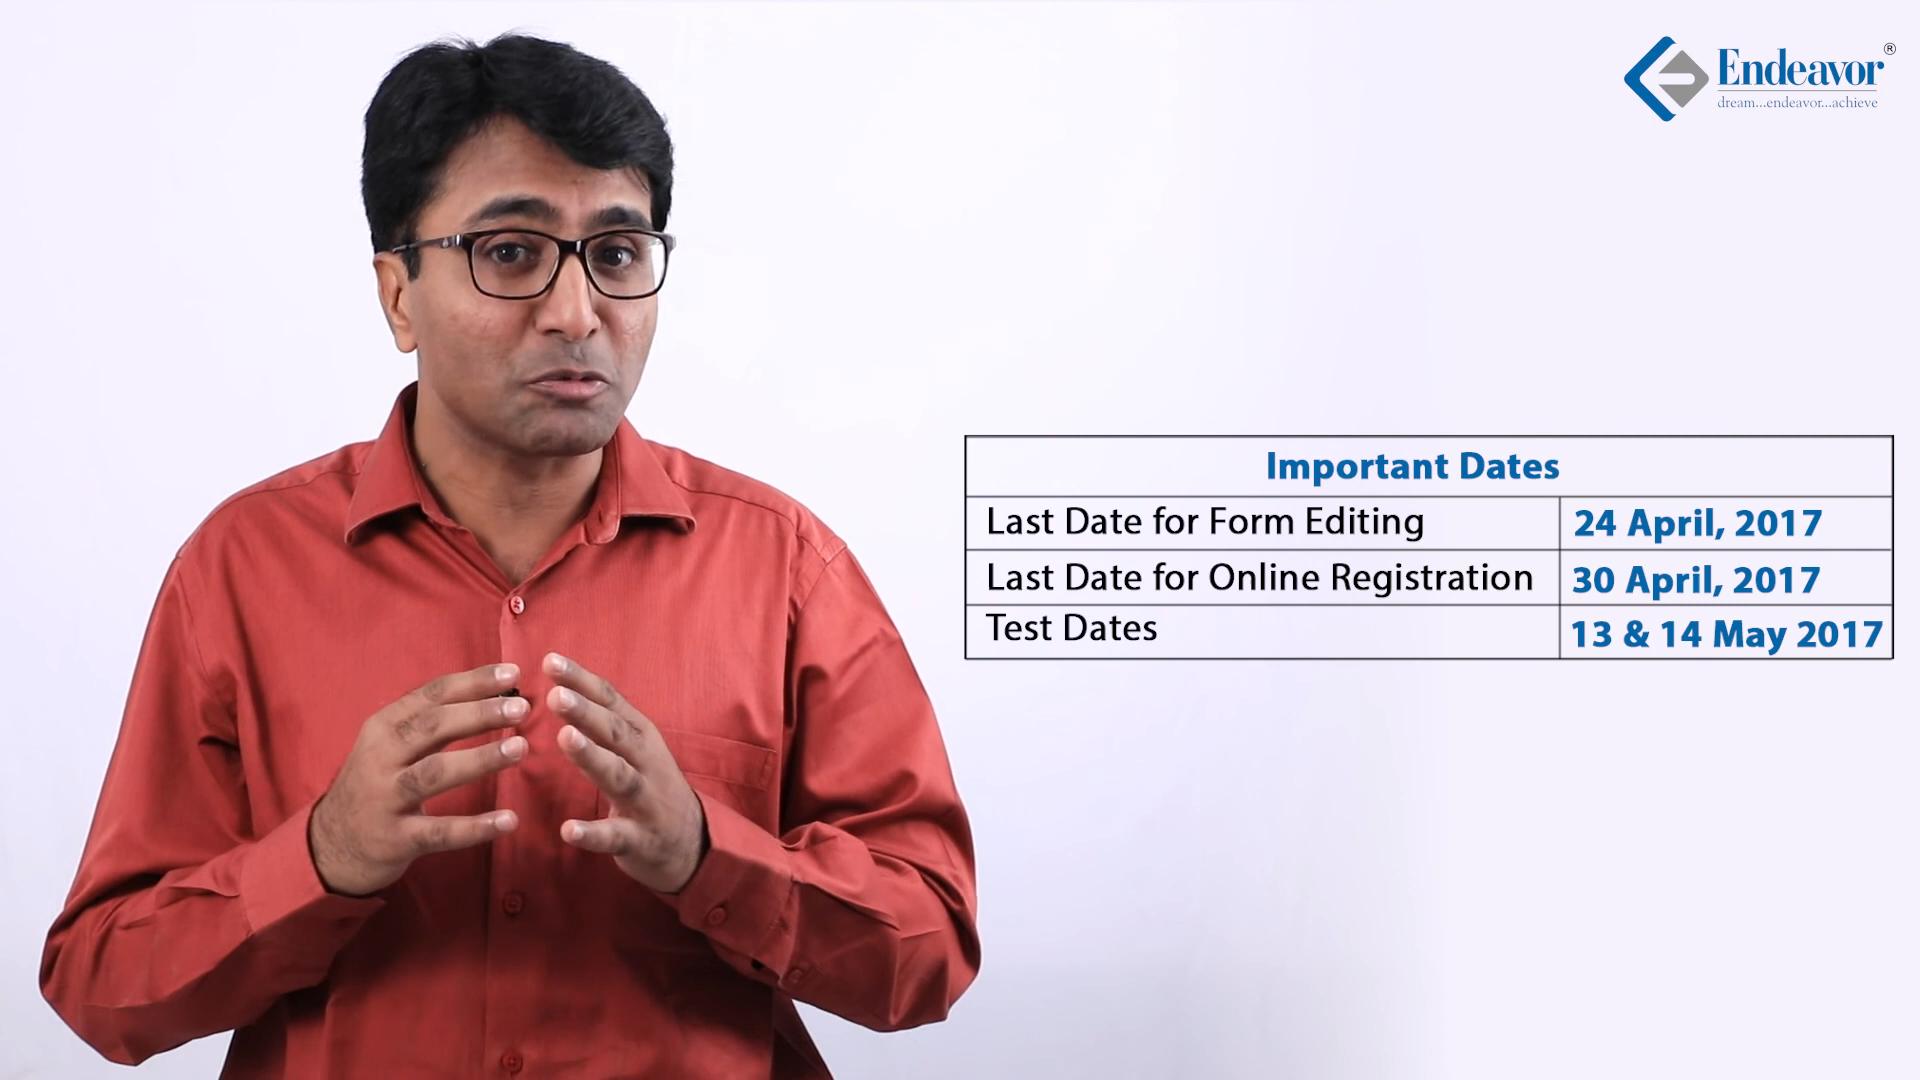 Endeavor®
dream...endeavor...achieve
Important Dates
Last Date for Form Editing 24 April, 2017
Last Date for Online Registration 30 April, 2017
Test Dates 13 & 14 May 2017